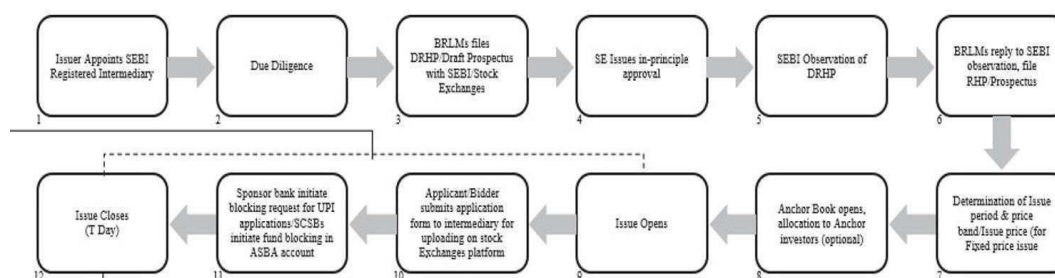 Issuer Appoints SEBI
Registered Intermediary
1
Due Diligence
2
BRLMs files
DRHP/Draft Prospectus
with SEBI/Stock
Exchanges
3
SE Issues in-principle
approval
4
SEBI Observation of
DRHP
5
BRLMs reply to SEBI
observation, file
RHP/Prospectus
6
Determination of Issue
period & price
band/Issue price (for
Fixed price issue
7
Anchor Book opens,
allocation to Anchor
investors (optional)
8
Issue Opens
9
Applicant/Bidder
submits application
form to intermediary for
uploading on stock
Exchanges platform
10
Sponsor bank initiate
blocking request for UPI
applications/SCSBs
initiate fund blocking in
ASBA account
11
Issue Closes
(T Day)
12